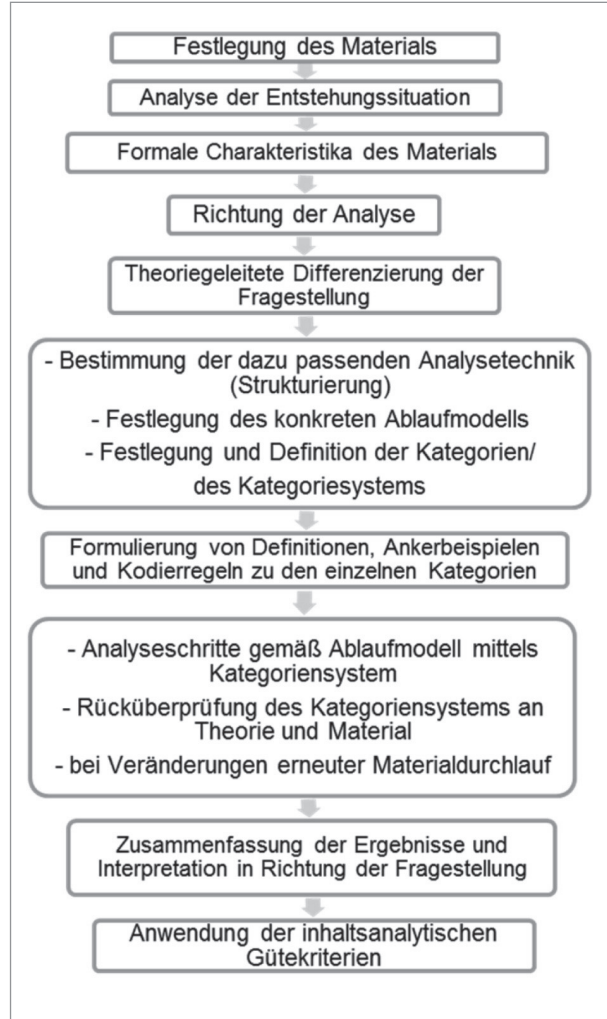 Festlegung des Materials
Analyse der Entstehungssituation
Formale Charakteristika des Materials
Richtung der Analyse
Theoriegeleitete Differenzierung der
Fragestellung
- Bestimmung der dazu passenden Analysetechnik
(Strukturierung)
- Festlegung des konkreten Ablaufmodells
- Festlegung und Definition der Kategorien/
des Kategoriesystems
Formulierung von Definitionen, Ankerbeispielen
und Kodierregeln zu den einzelnen Kategorien
- Analyseschritte gemäß Ablaufmodell mittels
Kategoriensystem
- Rücküberprüfung des Kategoriensystems an
Theorie und Material
- bei Veränderungen erneuter Materialdurchlauf
Zusammenfassung der Ergebnisse und
Interpretation in Richtung der Fragestellung
Anwendung der inhaltsanalytischen
Gütekriterien